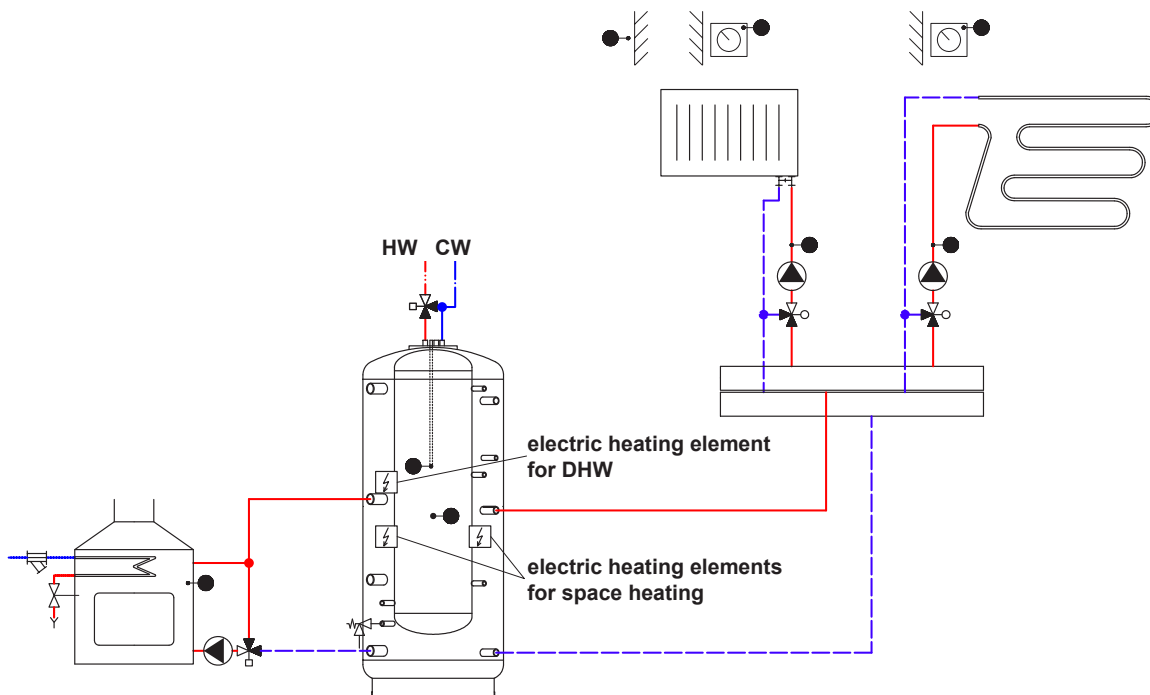 HW CW
electric heating element
for DHW
electric heating elements
for space heating